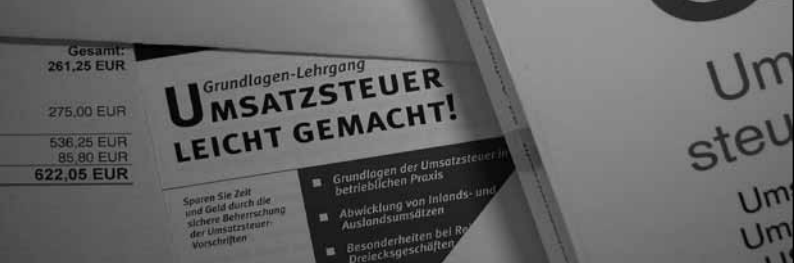 Gesamt:
261,25 EUR
275,00 EUR
536,25 EUR
85,80 EUR
622,05 EUR
Grundlagen-Lehrgang
UMSATZSTEUER
LEICHT GEMACHT!
Sparen Sie Zeit
und Geld durch die
sichere Beherrschung
der Umsatzsteuer-
Vorschriften
■ Grundlagen der Umsatzsteuer in
betrieblichen Praxis
■ Abwicklung von Inlands- und
Auslandsumsätzen
■ Besonderheiten bei Re
Dreiecksgeschäften
Um
steu
Ums
Um